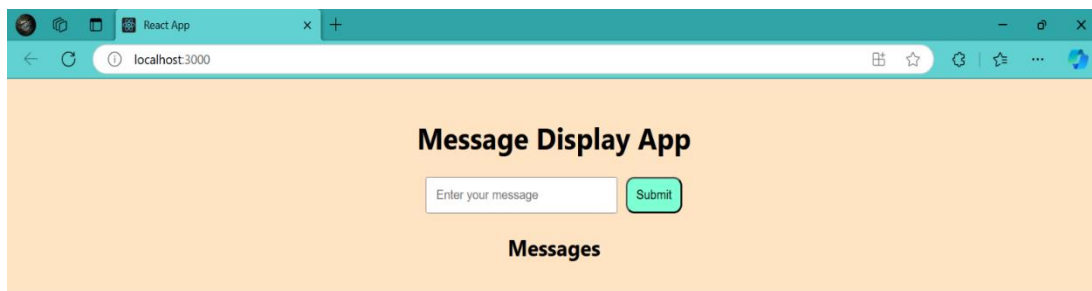 React App
localhost:3000
Message Display App
Enter your message
Submit
Messages